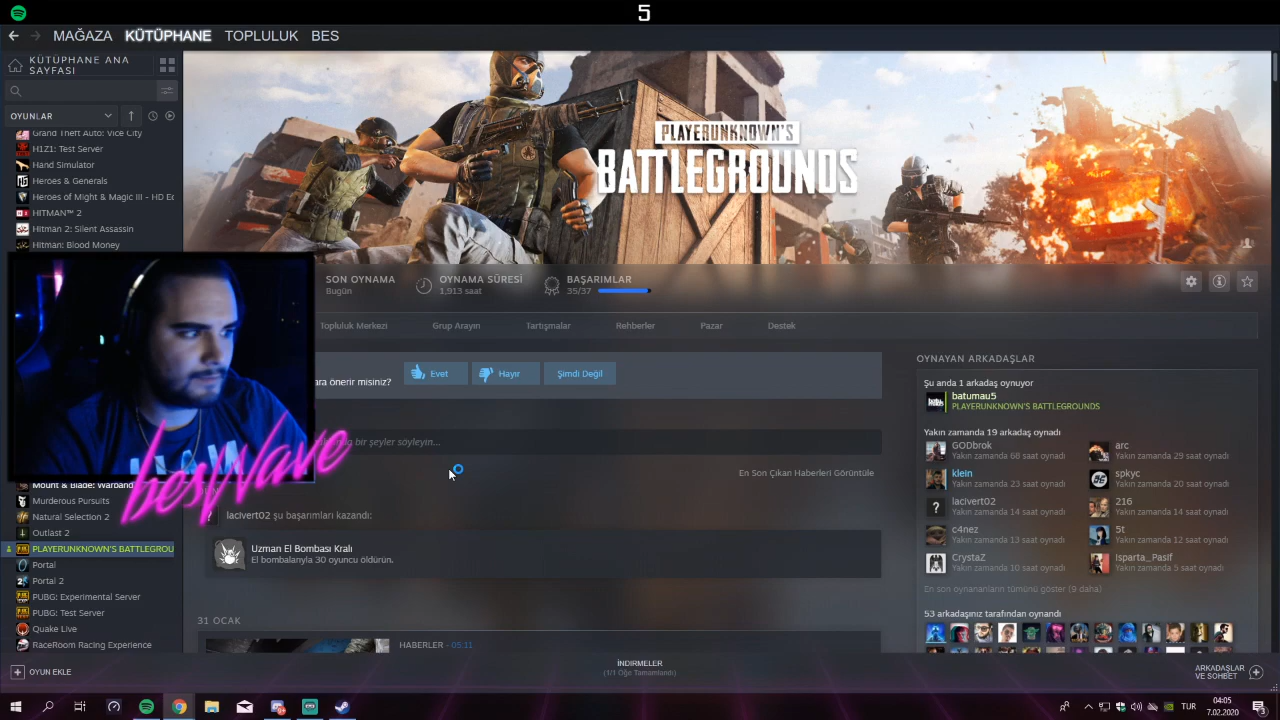 5
MAĞAZA KÜTÜPHANE TOPLULUK BES
KÜTÜPHANE ANA
SAYFASI
OYUNLAR
Grand Theft Auto: Vice City
H1Z1: Test Server
Hand Simulator
Heroes & Generals
Heroes of Might & Magic III - HD Ec
HITMAN™ 2
Hitman 2: Silent Assassin
Hitman: Blood Money
Mount & Blade: Warband
Murderous Pursuits
Natural Selection 2
Outlast 2
PLAYERUNKNOWN'S BATTLEGROU
Portal
Portal 2
PUBG: Experimental Server
PUBG: Test Server
Quake Live
RaceRoom Racing Experience
PLAYERUNKNOWN'S
BATTLEGROUNDS
SON OYNAMA
Bugün
OYNAMA SÜRESİ
1,913 saat
BAŞARIMLAR
35/37
Topluluk Merkezi Grup Arayın Tartışmalar Rehberler Pazar Destek
ara önerir misiniz? Evet Hayır Şimdi Değil
bir şeyler söyleyin...
En Son Çıkan Haberleri Görüntüle
beswave
lacivert02 şu başarımları kazandı:
Uzman El Bombası Kralı
El bombalarıyla 30 oyuncu öldürün.
31 OCAK
HABERLER - 05:11
OYNAYAN ARKADAŞLAR
Şu anda 1 arkadaş oynuyor
batumau5
PLAYERUNKNOWN'S BATTLEGROUNDS
Yakın zamanda 19 arkadaş oynadı
GODbrok
Yakın zamanda 68 saat oynadı
arc
Yakın zamanda 29 saat oynadı
klein
Yakın zamanda 23 saat oynadı
spkyc
Yakın zamanda 20 saat oynadı
lacivert02
Yakın zamanda 14 saat oynadı
216
Yakın zamanda 14 saat oynadı
c4nez
Yakın zamanda 13 saat oynadı
5t
Yakın zamanda 12 saat oynadı
CrystaZ
Yakın zamanda 10 saat oynadı
Isparta_Pasif
Yakın zamanda 5 saat oynadı
En son oynananların tümünü göster (9 daha)
53 arkadaşınız tarafından oynandı
OYUN EKLE
İNDİRMELER
(1/1 Öğe Tamamlandı)
ARKADAŞLAR
VE SOHBET
TUR
04:05
7.02.2020
3